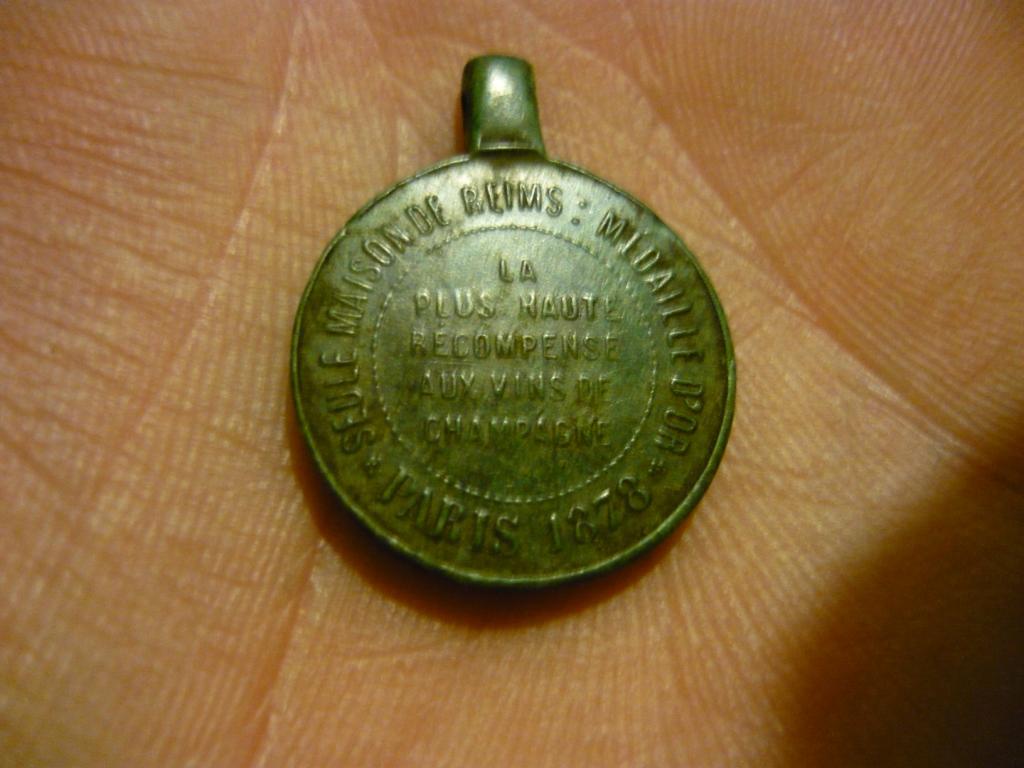 SEULE MAISON DE REIMS: MÉDAILLE D'OR
LA
PLUS HAUTE
RÉCOMPENSE
AUX VINS DE
CHAMPAGNE
* PARIS 1878 *